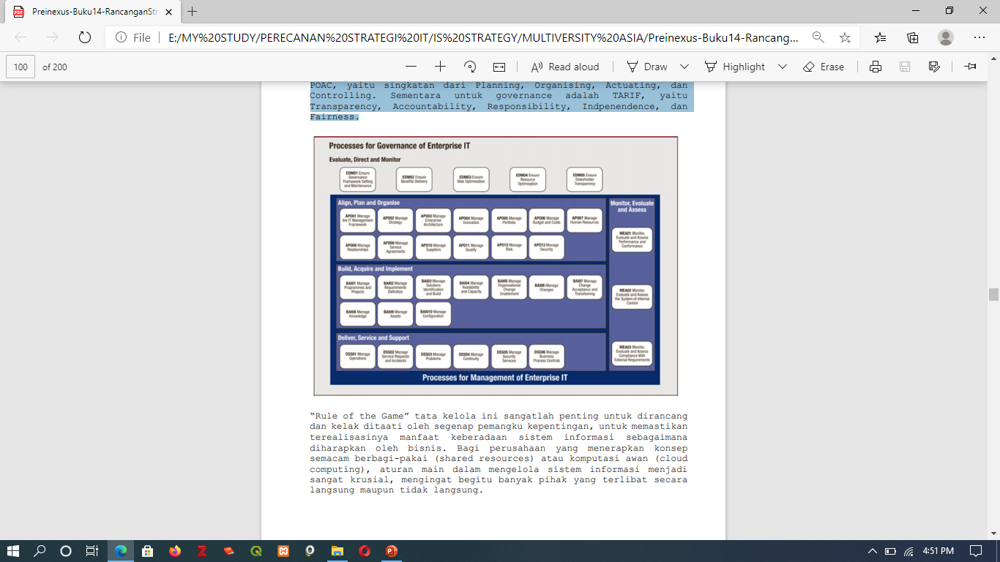 Preinexus-Buku14-RancanganStr
File
E:/MY%20STUDY/PERECANAN%20STRATEGI%20IT/IS%20STRATEGY/MULTIVERSITY%20ASIA/Preinexus-Buku14-Rancang...
100 of 200
Read aloud
Draw
Highlight
Erase
POAC, yaitu singkatan dari Planning, Organising, Actuating, dan
Controlling. Sementara untuk governance adalah TARIF, yaitu
Transparency, Accountability, Responsibility, Indpenendence, dan
Fairness.
Processes for Governance of Enterprise IT
Evaluate, Direct and Monitor
EDM01 Ensure
Governance
Framework Setting
and Maintenance
EDM02 Ensure
Benefits Delivery
EDM03 Ensure
Risk Optimisation
EDM04 Ensure
Resource
Optimisation
EDM05 Ensure
Stakeholder
Transparency
Align, Plan and Organise
APO01 Manage
the IT Management
Framework
APO02 Manage
Strategy
APO03 Manage
Enterprise
Architecture
APO04 Manage
Innovation
APO05 Manage
Portfolio
APO06 Manage
Budget and Costs
APO07 Manage
Human Resources
APO08 Manage
Relationships
APO09 Manage
Service
Agreements
APO10 Manage
Suppliers
APO11 Manage
Quality
APO12 Manage
Risk
APO13 Manage
Security
Build, Acquire and Implement
BAI01 Manage
Programmes and
Projects
BAI02 Manage
Requirements
Definition
BAI03 Manage
Solutions
Identification
and Build
BAI04 Manage
Availability
and Capacity
BAI05 Manage
Organisational
Change
Enablement
BAI06 Manage
Changes
BAI07 Manage
Change
Acceptance and
Transitioning
BAI08 Manage
Knowledge
BAI09 Manage
Assets
BAI010 Manage
Configuration
Deliver, Service and Support
DSS01 Manage
Operations
DSS02 Manage
Service Requests
and Incidents
DSS03 Manage
Problems
DSS04 Manage
Continuity
DSS05 Manage
Security
Services
DSS06 Manage
Business
Process Controls
Monitor, Evaluate
and Assess
MEA01 Monitor,
Evaluate and Assess
Performance and
Conformance
MEA02 Monitor,
Evaluate and Assess
the System of Internal
Control
MEA03 Monitor,
Evaluate and Assess
Compliance With
External Requirements
Processes for Management of Enterprise IT
“Rule of the Game” tata kelola ini sangatlah penting untuk dirancang
dan kelak ditaati oleh segenap pemangku kepentingan, untuk memastikan
terealisasinya manfaat keberadaan sistem informasi sebagaimana
diharapkan oleh bisnis. Bagi perusahaan yang menerapkan konsep
semacam berbagi-pakai (shared resources) atau komputasi awan (cloud
computing), aturan main dalam mengelola sistem informasi menjadi
sangat krusial, mengingat begitu banyak pihak yang terlibat secara
langsung maupun tidak langsung.
4:51 PM